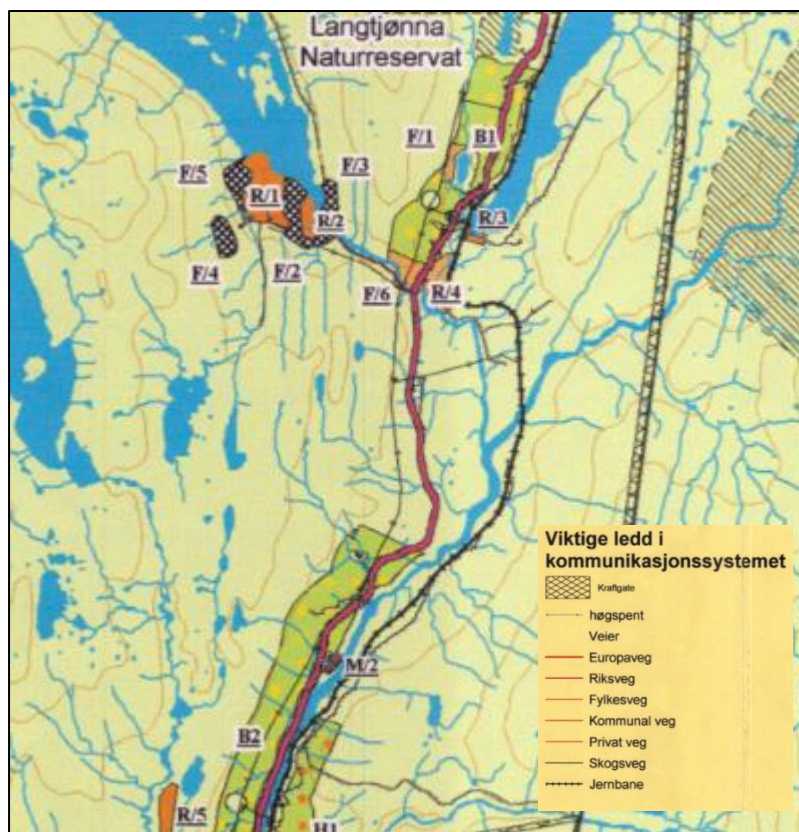 Langtjønna
Naturreservat
F/1
B1
F/3
F/5
R/1
R/2
R/3
F/4
F/2
F/6
R/4
Viktige ledd i
kommunikasjonssystemet
Kraftgate
høgspent
Veier
Europaveg
Riksveg
Fylkesveg
Kommunal veg
Privat veg
Skogsveg
Jernbane
M/2
B2
R/5
H1